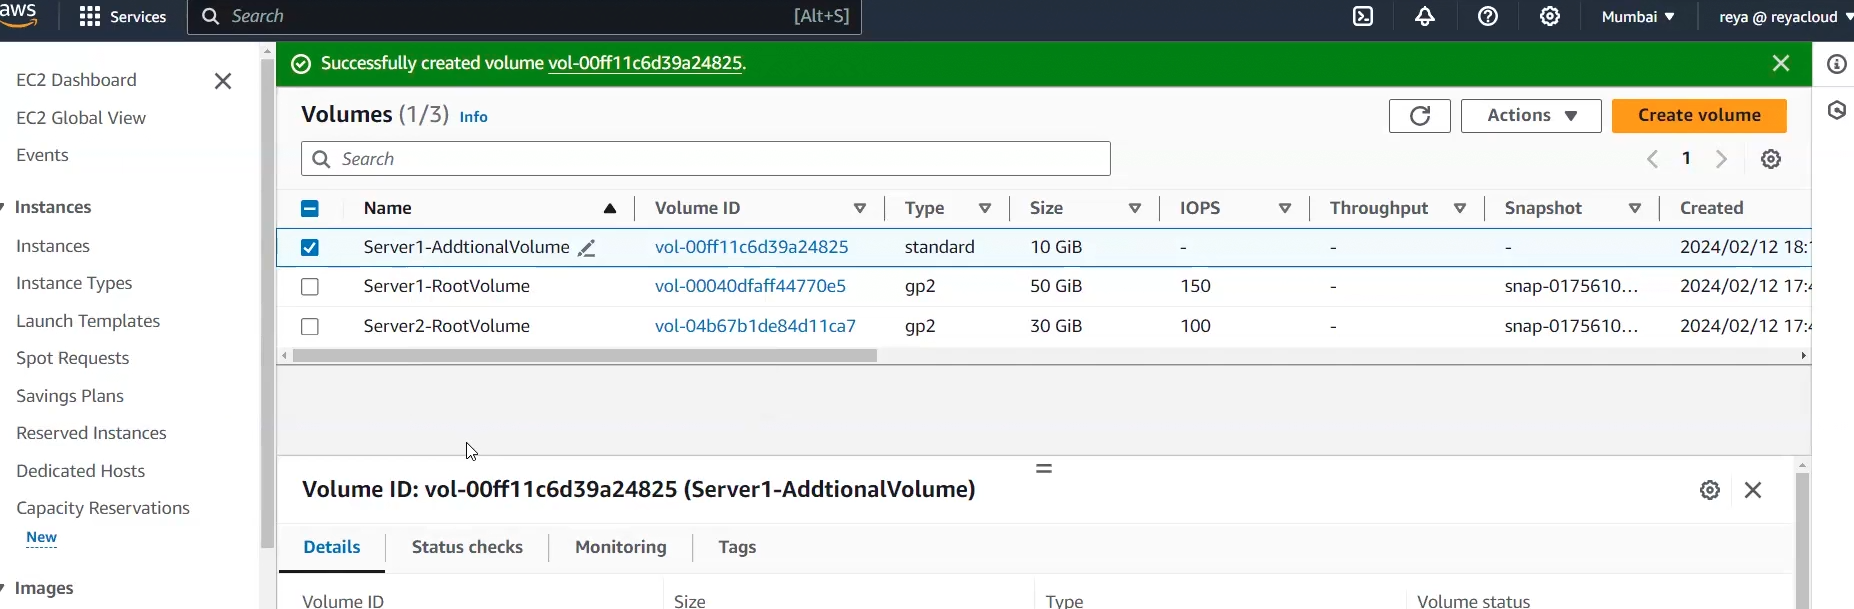 aws
Services
Search
[Alt+S]
Mumbai
reya @ reyacloud
EC2 Dashboard
EC2 Global View
Events
Instances
Instances
Instance Types
Launch Templates
Spot Requests
Savings Plans
Reserved Instances
Dedicated Hosts
Capacity Reservations
New
Images
Successfully created volume vol-00ff11c6d39a24825.
Volumes (1/3) Info
Actions
Create volume
Search
1
Name Volume ID Type Size IOPS Throughput Snapshot Created
Server1-AddtionalVolume vol-00ff11c6d39a24825 standard 10 GiB - - - 2024/02/12 18:
Server1-RootVolume vol-00040dfaff44770e5 gp2 50 GiB 150 - snap-0175610... 2024/02/12 17:4
Server2-RootVolume vol-04b67b1de84d11ca7 gp2 30 GiB 100 - snap-0175610... 2024/02/12 17:4
Volume ID: vol-00ff11c6d39a24825 (Server1-AddtionalVolume)
Details Status checks Monitoring Tags
Volume ID Size Type Volume status